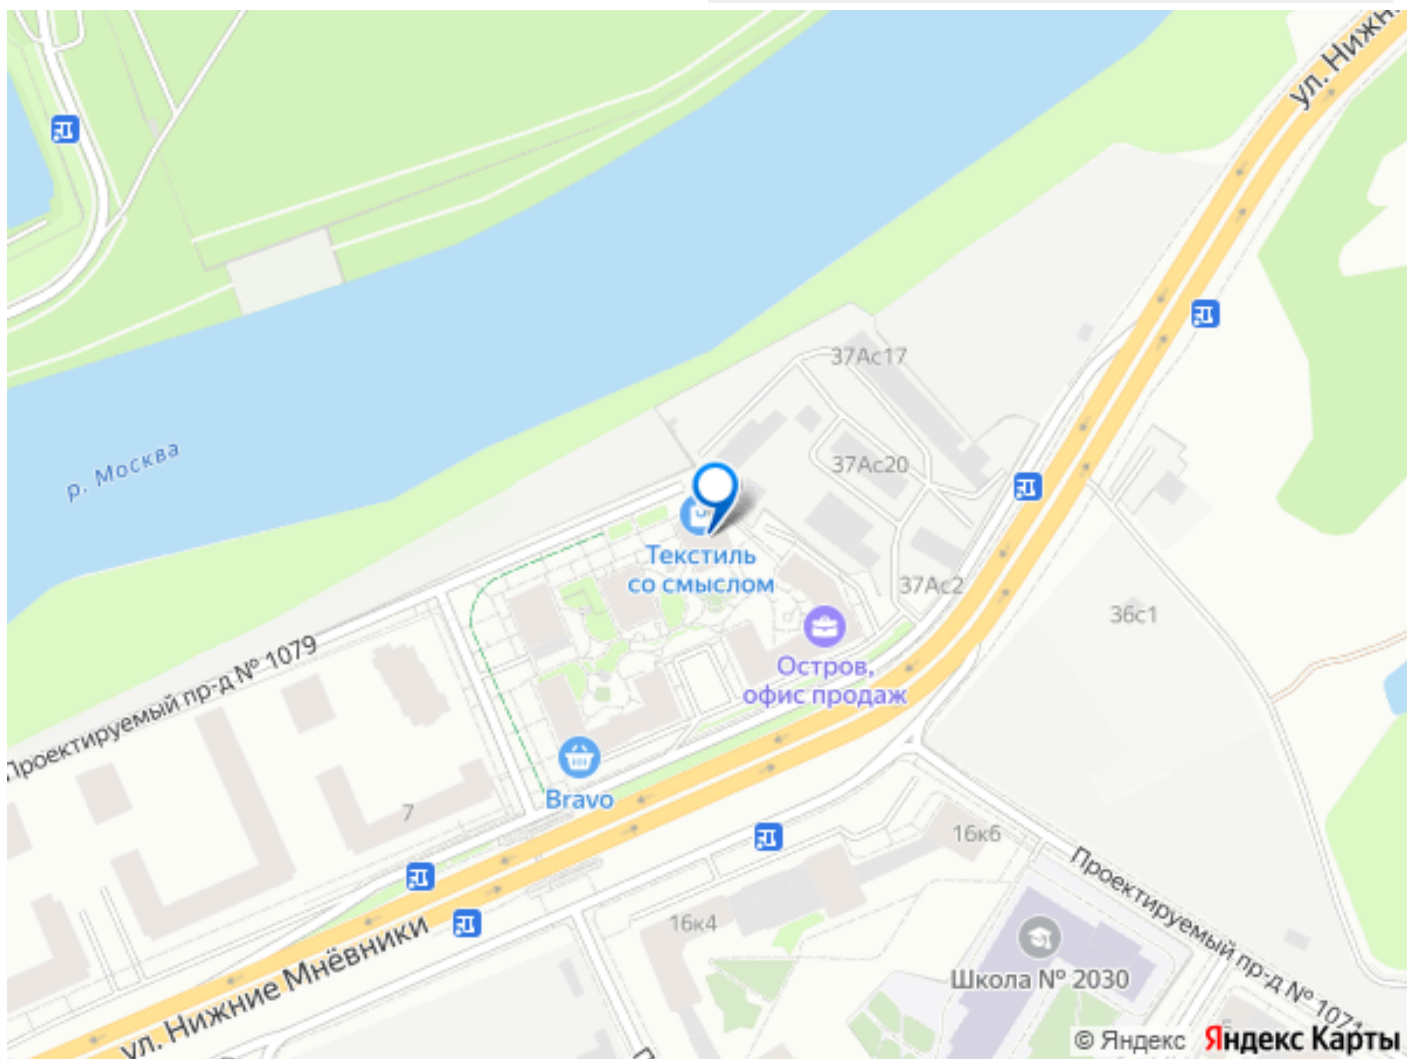 ул. Нижн
37Ас17
р. Москва
37Ас20
Текстиль
со смыслом
37Ас2
36с1
Проектируемый пр-д № 1079
Остров,
офис продаж
Bravo
7
16к6
Проектируемый пр-д № 1071
16к4
ул. Нижние Мнёвники
Школа № 2030
© Яндекс Яндекс Карты